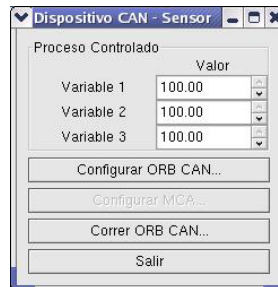 Dispositivo CAN - Sensor
Proceso Controlado
Valor
Variable 1 100.00
Variable 2 100.00
Variable 3 100.00
Configurar ORB CAN...
Configurar MCA...
Correr ORB CAN...
Salir